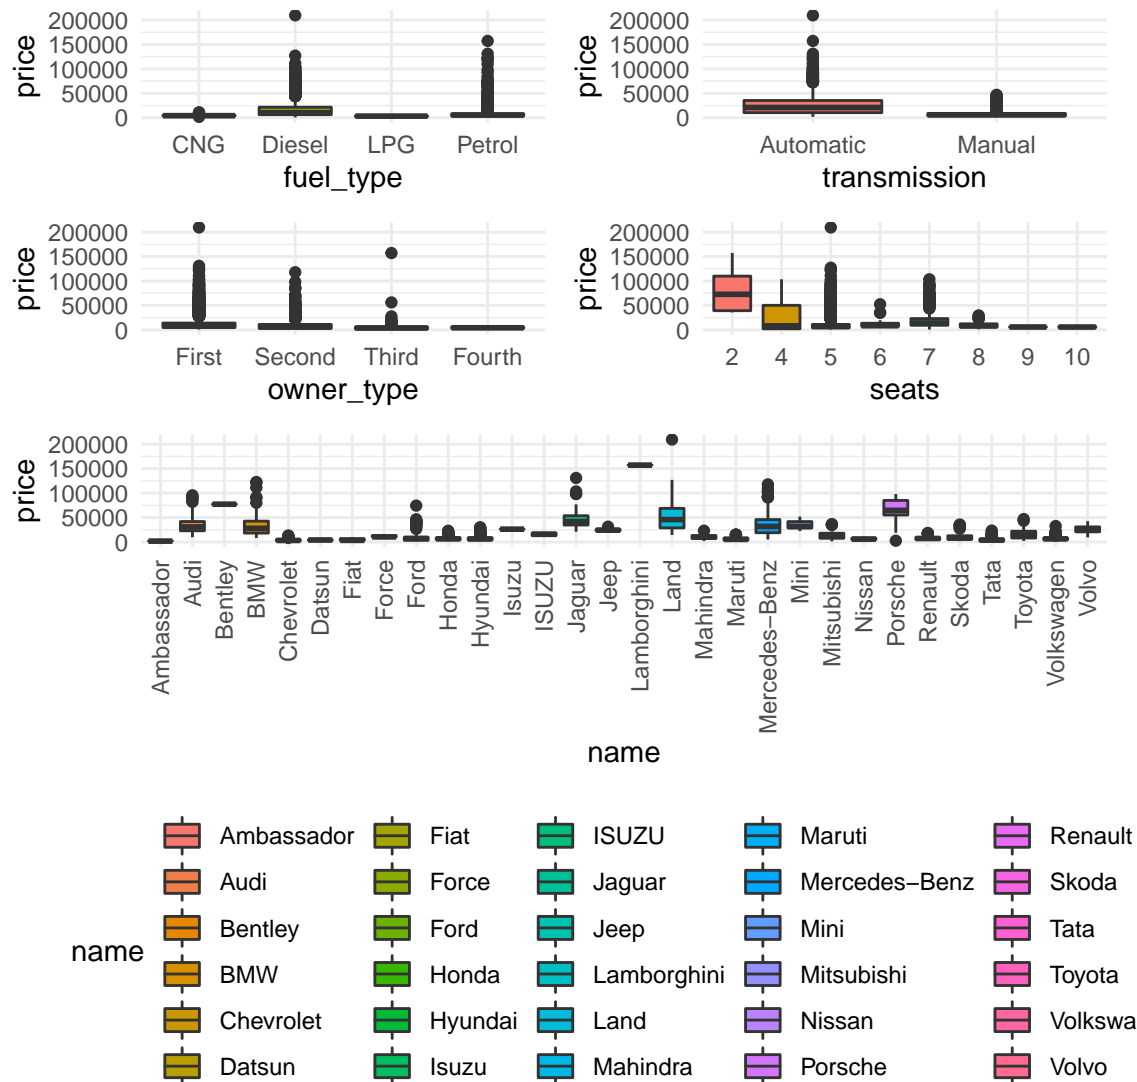 price
200000
150000
100000
50000
0
CNG Diesel LPG Petrol
fuel_type
price
200000
150000
100000
50000
0
Automatic Manual
transmission
price
200000
150000
100000
50000
0
First Second Third Fourth
owner_type
price
200000
150000
100000
50000
0
2 4 5 6 7 8 9 10
seats
price
200000
150000
100000
50000
0
Ambassador
Audi
Bentley
BMW
Chevrolet
Datsun
Fiat
Force
Ford
Honda
Hyundai
Isuzu
ISUZU
Jaguar
Jeep
Lamborghini
Land
Mahindra
Maruti
Mercedes-Benz
Mini
Mitsubishi
Nissan
Porsche
Renault
Skoda
Tata
Toyota
Volkswagen
Volvo
name
name
Ambassador Fiat ISUZU Maruti Renault
Audi Force Jaguar Mercedes−Benz Skoda
Bentley Ford Jeep Mini Tata
BMW Honda Lamborghini Mitsubishi Toyota
Chevrolet Hyundai Land Nissan Volkswa
Datsun Isuzu Mahindra Porsche Volvo